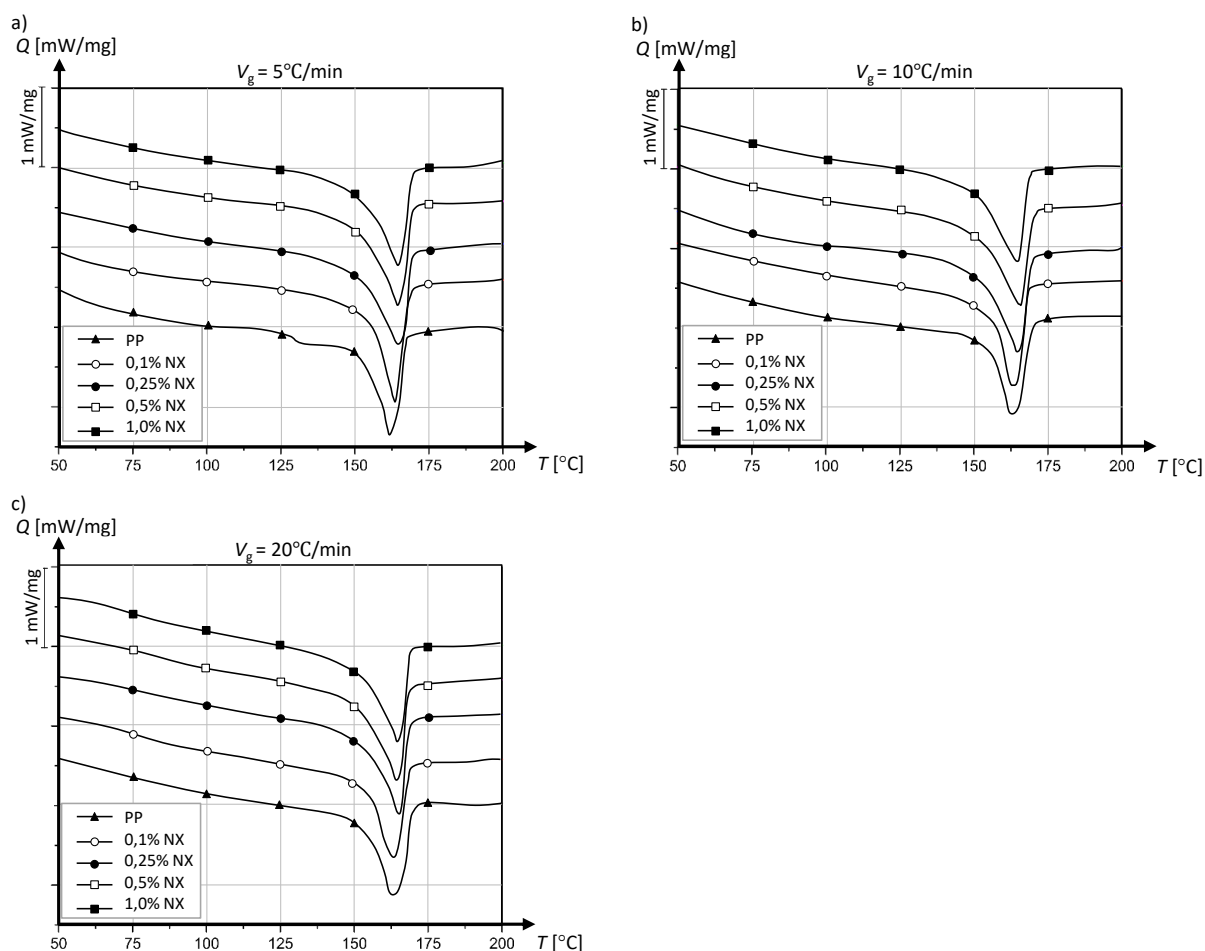 a)
Q [mW/mg]
V_g = 5°C/min
1 mW/mg
PP
0,1% NX
0,25% NX
0,5% NX
1,0% NX
50 75 100 125 150 175 200
T [°C]
b)
Q [mW/mg]
V_g = 10°C/min
1 mW/mg
PP
0,1% NX
0,25% NX
0,5% NX
1,0% NX
50 75 100 125 150 175 200
T [°C]
c)
Q [mW/mg]
V_g = 20°C/min
1 mW/mg
PP
0,1% NX
0,25% NX
0,5% NX
1,0% NX
50 75 100 125 150 175 200
T [°C]